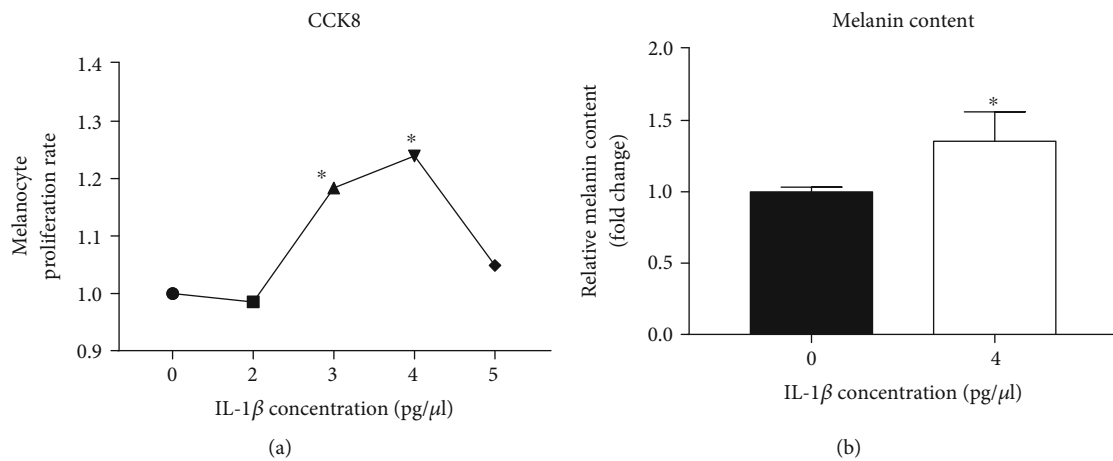 CCK8
Melanocyte
proliferation rate
1.4
1.3
1.2
1.1
1.0
0.9
*
*
0 2 3 4 5
IL-1β concentration (pg/μl)
(a)
Melanin content
Relative melanin content
(fold change)
2.0
1.5
1.0
0.5
0.0
*
0 4
IL-1β concentration (pg/μl)
(b)